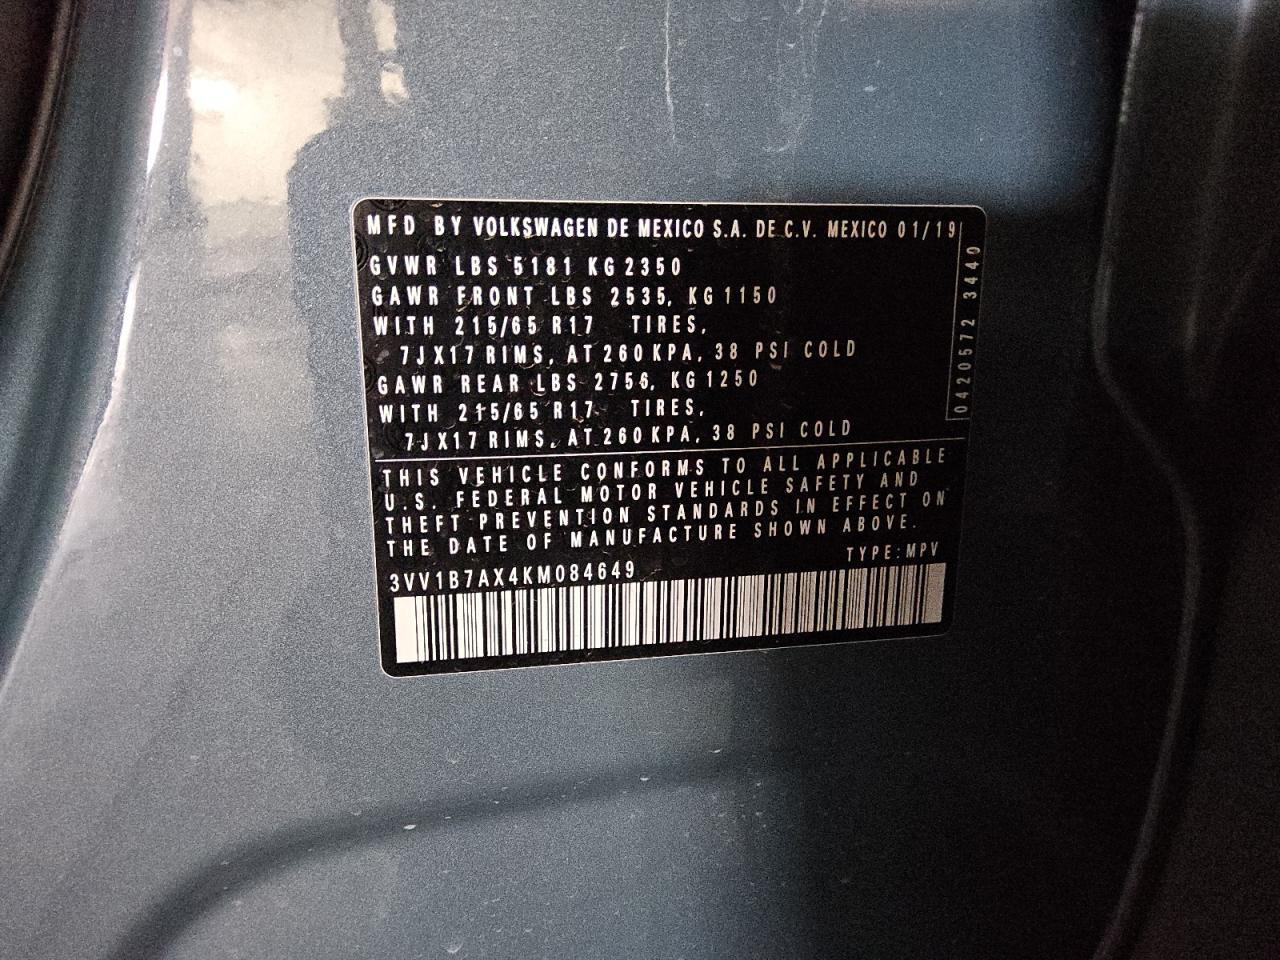 MFD BY VOLKSWAGEN DE MEXICO S.A. DE C.V. MEXICO 01/19
GVWR LBS 5181 KG 2350
GAWR FRONT LBS 2535, KG 1150
WITH 215/65 R17 TIRES,
7JX17 RIMS, AT 260 KPA, 38 PSI COLD
GAWR REAR LBS 2756, KG 1250
WITH 215/65 R17 TIRES,
7JX17 RIMS, AT 260 KPA, 38 PSI COLD
0420572 3440
THIS VEHICLE CONFORMS TO ALL APPLICABLE
U.S. FEDERAL MOTOR VEHICLE SAFETY AND
THEFT PREVENTION STANDARDS IN EFFECT ON
THE DATE OF MANUFACTURE SHOWN ABOVE.
TYPE:MPV
3VV1B7AX4KM084649